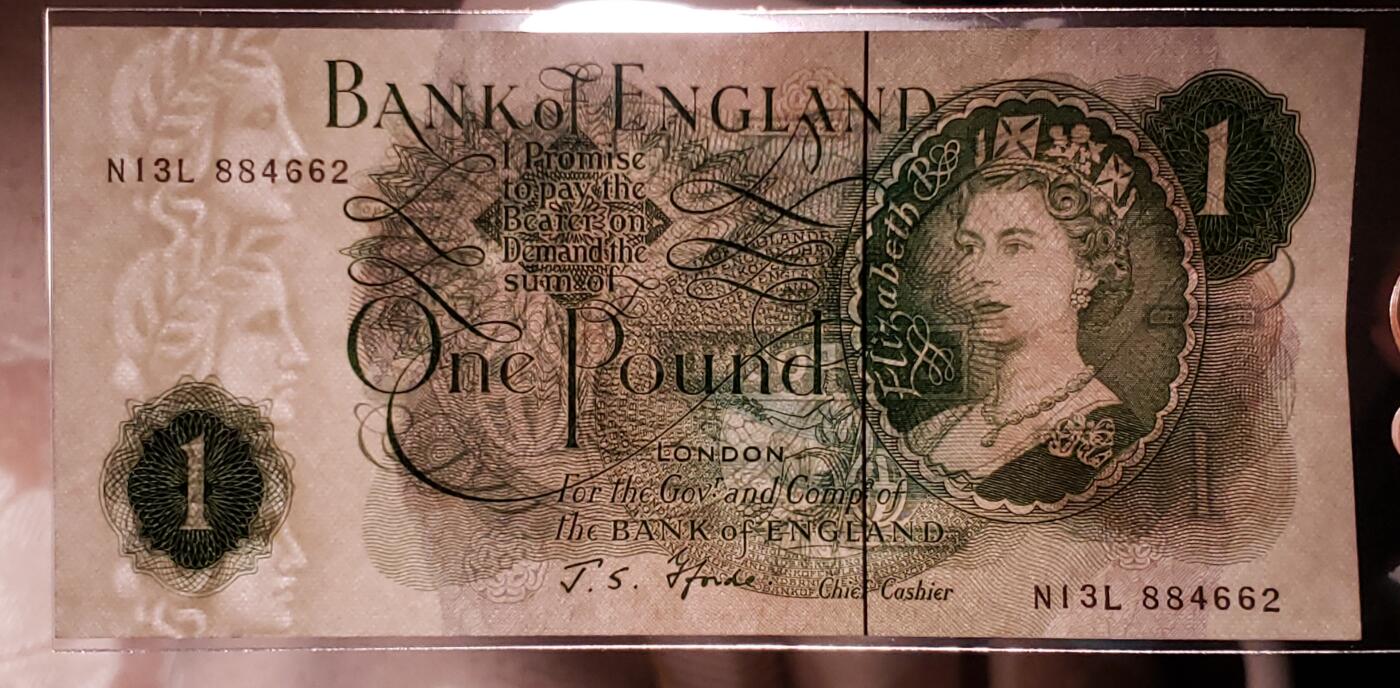 BANK of ENGLAND
N13L 884662
I Promise
to pay the
Bearer on
Demand the
sum of
One Pound
LONDON
For the Govr and Compa of
the BANK of ENGLAND
J. S. Fforde.
Chief Cashier
N13L 884662
Elizabeth R
1
1